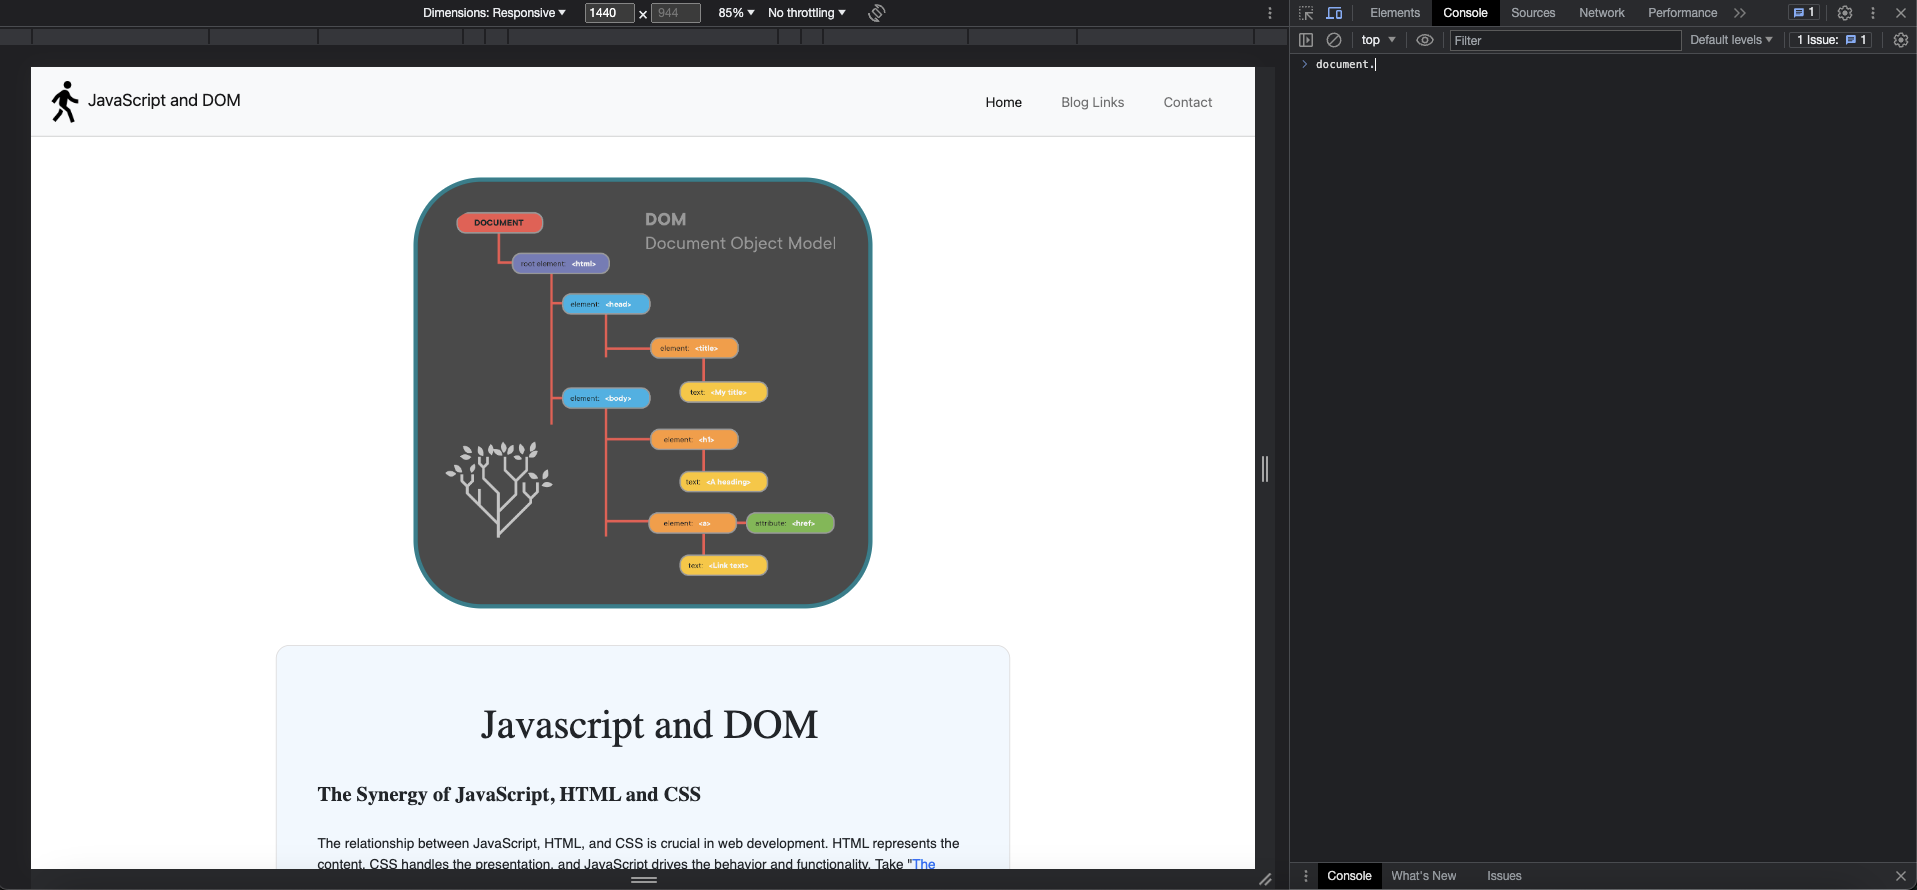 Dimensions: Responsive 1440 x 944 85% No throttling
Elements Console Sources Network Performance 1
top Filter Default levels 1 Issue: 1
document.
JavaScript and DOM
Home Blog Links Contact
DOCUMENT
DOM
Document Object Model
root element: <html>
element: <head>
element: <title>
text: <My title>
element: <body>
element: <h1>
text: <A heading>
element: <a> attribute: <href>
text: <Link text>
Javascript and DOM
The Synergy of JavaScript, HTML and CSS
The relationship between JavaScript, HTML, and CSS is crucial in web development. HTML represents the
content, CSS handles the presentation, and JavaScript drives the behavior and functionality. Take "The
Console What's New Issues